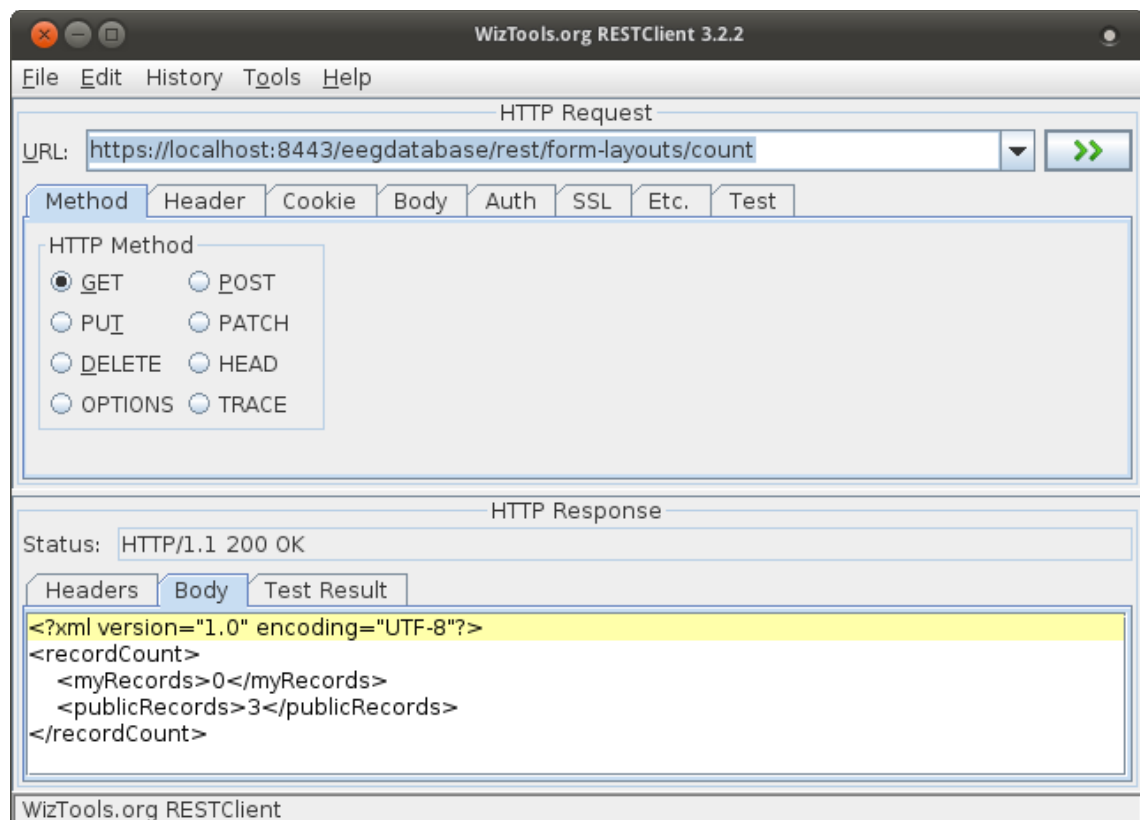 WizTools.org RESTClient 3.2.2
File Edit History Tools Help
HTTP Request
URL: https://localhost:8443/eegdatabase/rest/form-layouts/count
Method Header Cookie Body Auth SSL Etc. Test
HTTP Method
GET POST
PUT PATCH
DELETE HEAD
OPTIONS TRACE
HTTP Response
Status: HTTP/1.1 200 OK
Headers Body Test Result
<?xml version="1.0" encoding="UTF-8"?>
<recordCount>
<myRecords>0</myRecords>
<publicRecords>3</publicRecords>
</recordCount>
WizTools.org RESTClient